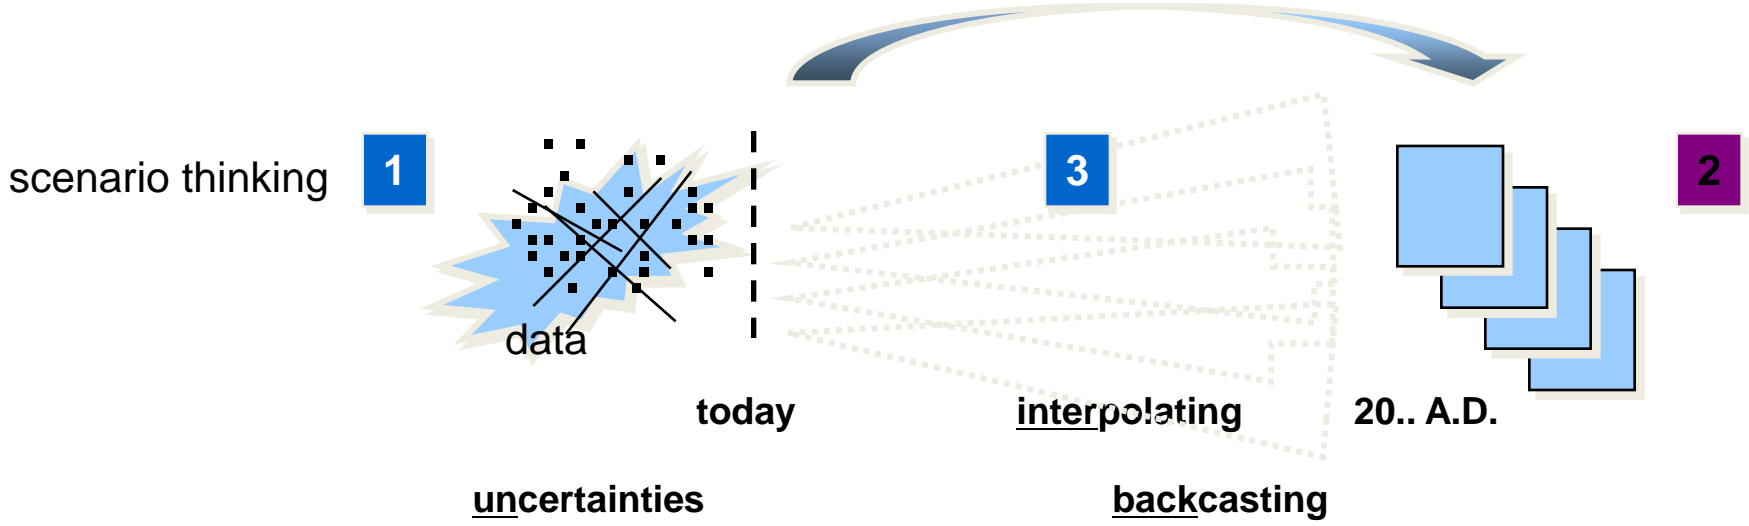 scenario thinking
1
3
2
data
today
interpolating
20.. A.D.
uncertainties
backcasting